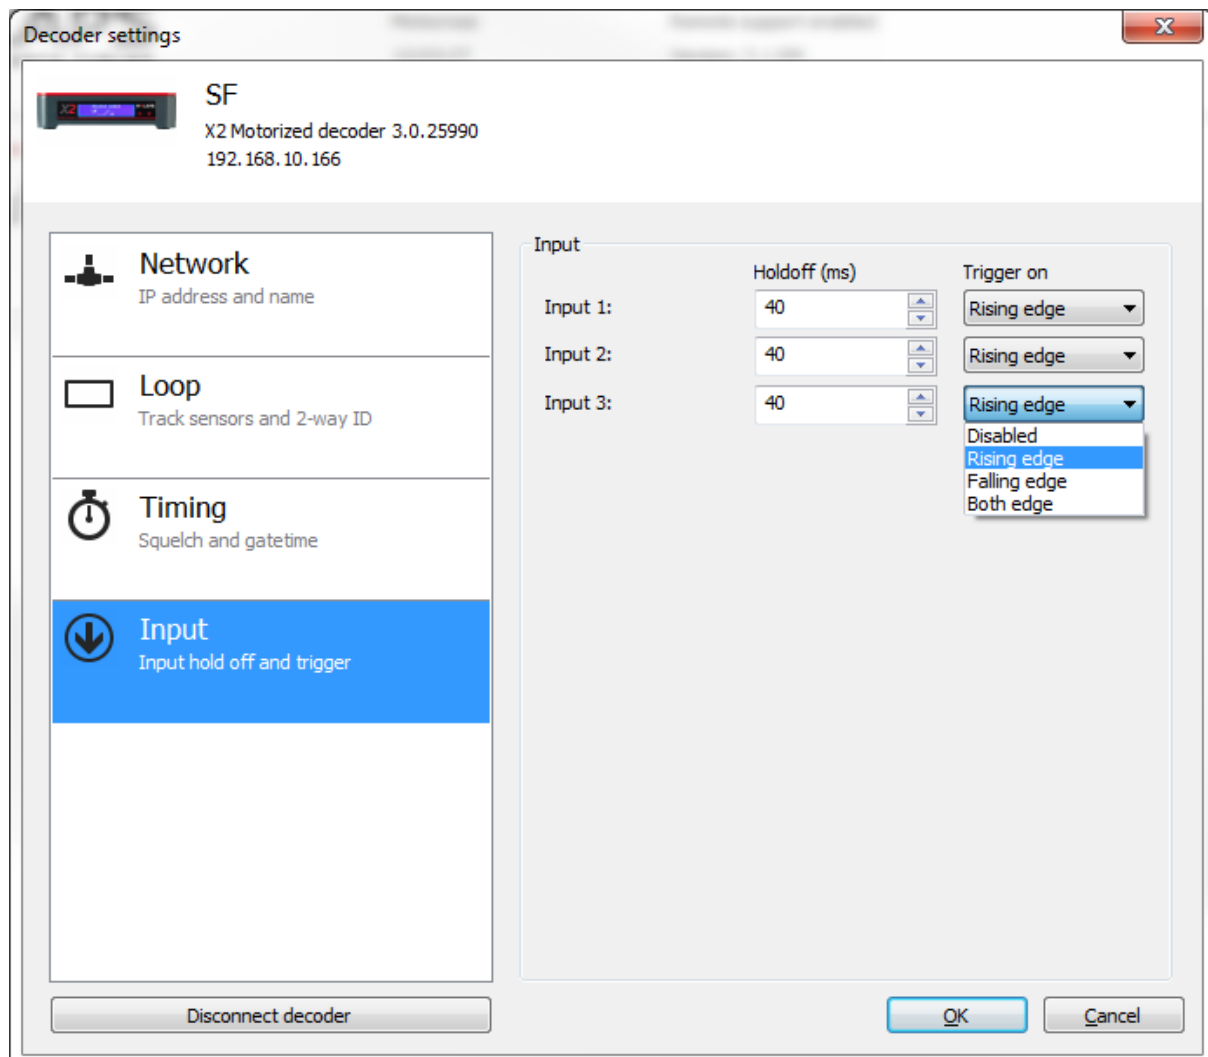 Decoder settings
SF
X2 Motorized decoder 3.0.25990
192.168.10.166
Network
IP address and name
Loop
Track sensors and 2-way ID
Timing
Squelch and gatetime
Input
Input hold off and trigger
Disconnect decoder
Input
Holdoff (ms) Trigger on
Input 1: 40 Rising edge
Input 2: 40 Rising edge
Input 3: 40 Rising edge
Disabled
Rising edge
Falling edge
Both edge
OK Cancel